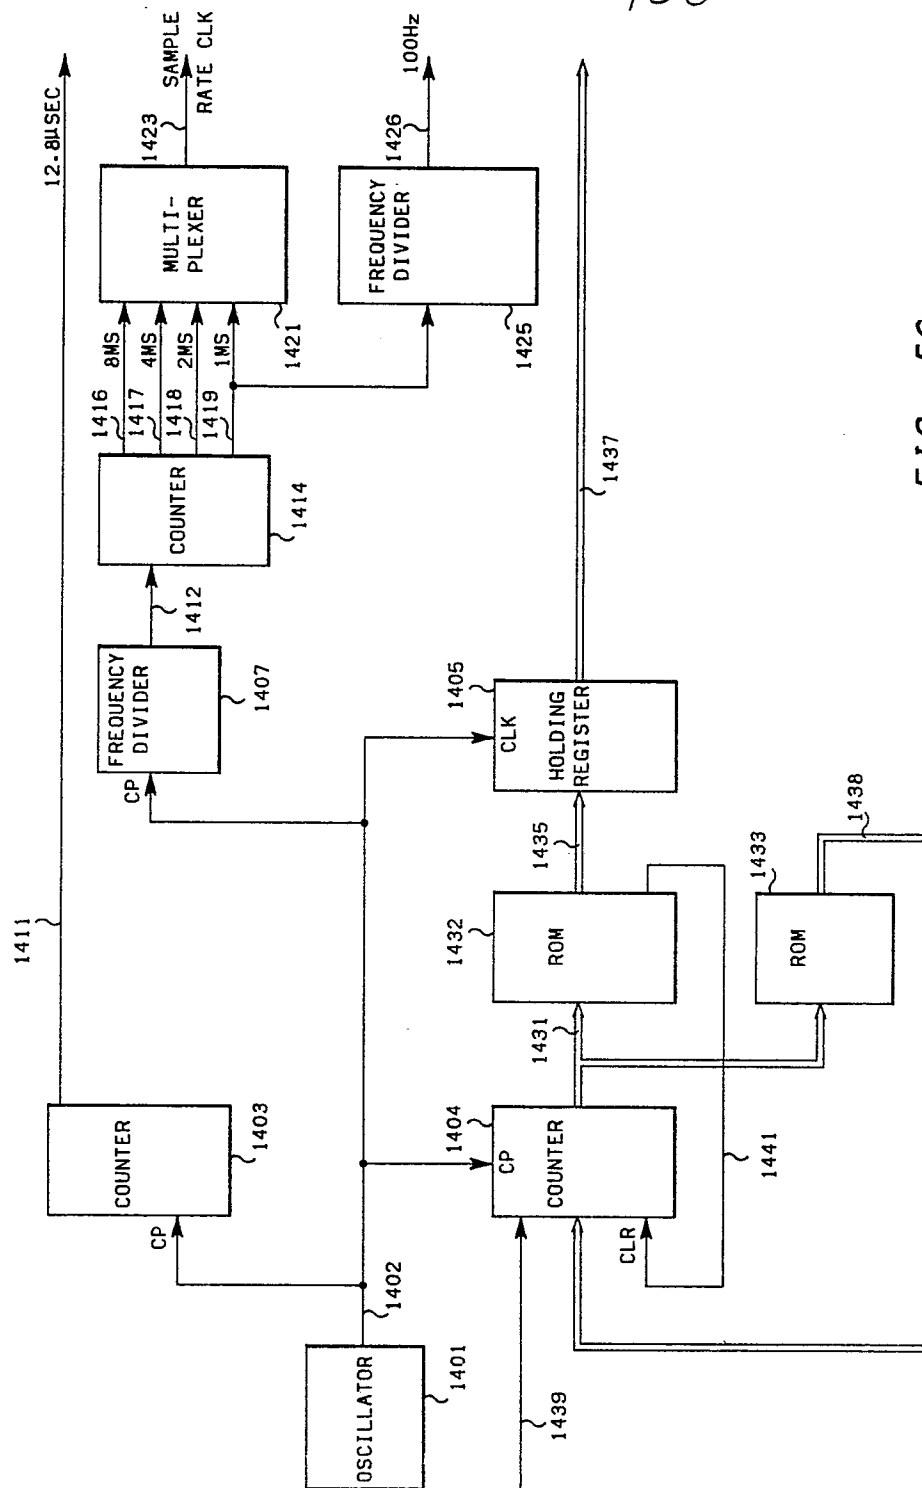 12.8μSEC
1411
SAMPLE
RATE CLK
1423
MULTI-
PLEXER
1421
8MS
4MS
2MS
1MS
1416
1417
1418
1419
COUNTER
1414
1412
FREQUENCY
DIVIDER
1407
CP
COUNTER
1403
CP
100Hz
1426
FREQUENCY
DIVIDER
1425
OSCILLATOR
1401
1402
1437
CLK
HOLDING
REGISTER
1405
1435
ROM
1432
1431
CP
COUNTER
1404
CLR
1439
1441
ROM
1433
1438